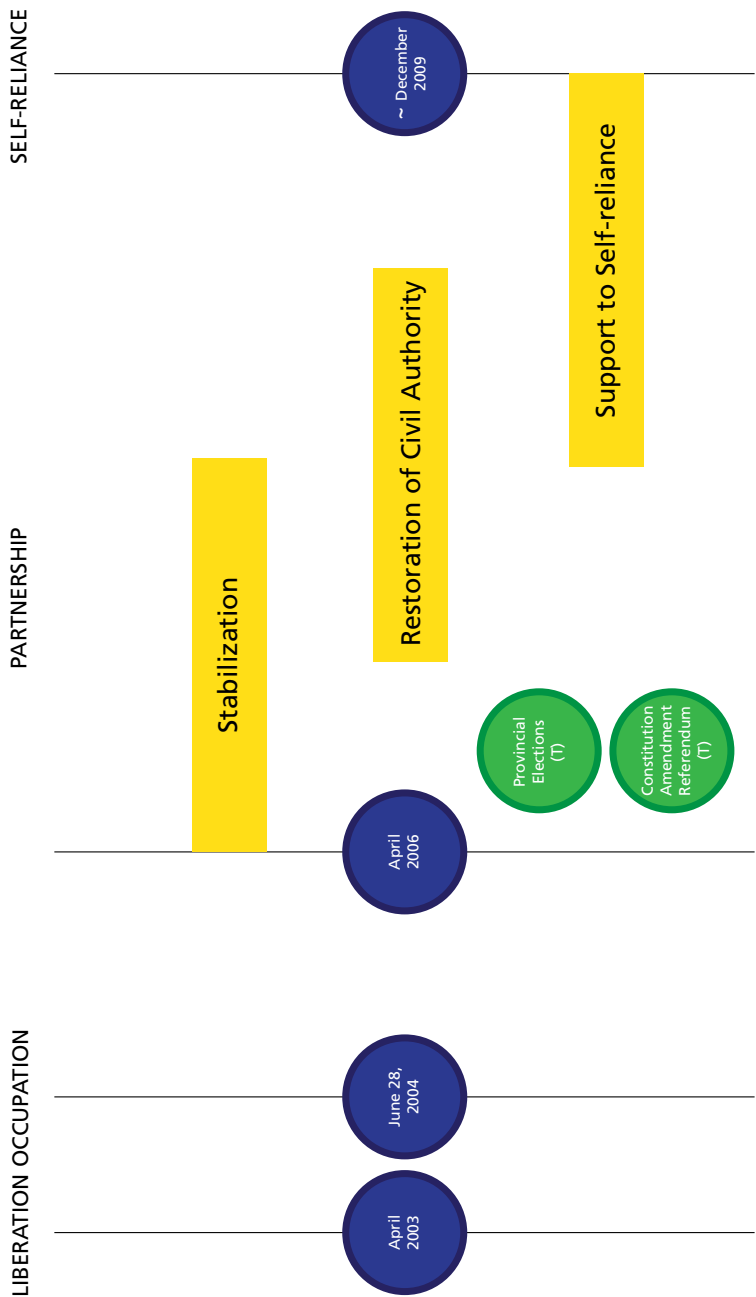 LIBERATION OCCUPATION
PARTNERSHIP
SELF-RELIANCE
Stabilization
April
2003
June 28,
2004
April
2006
Restoration of Civil Authority
~ December
2009
Provincial
Elections
(T)
Support to Self-reliance
Constitution
Amendment
Referendum
(T)